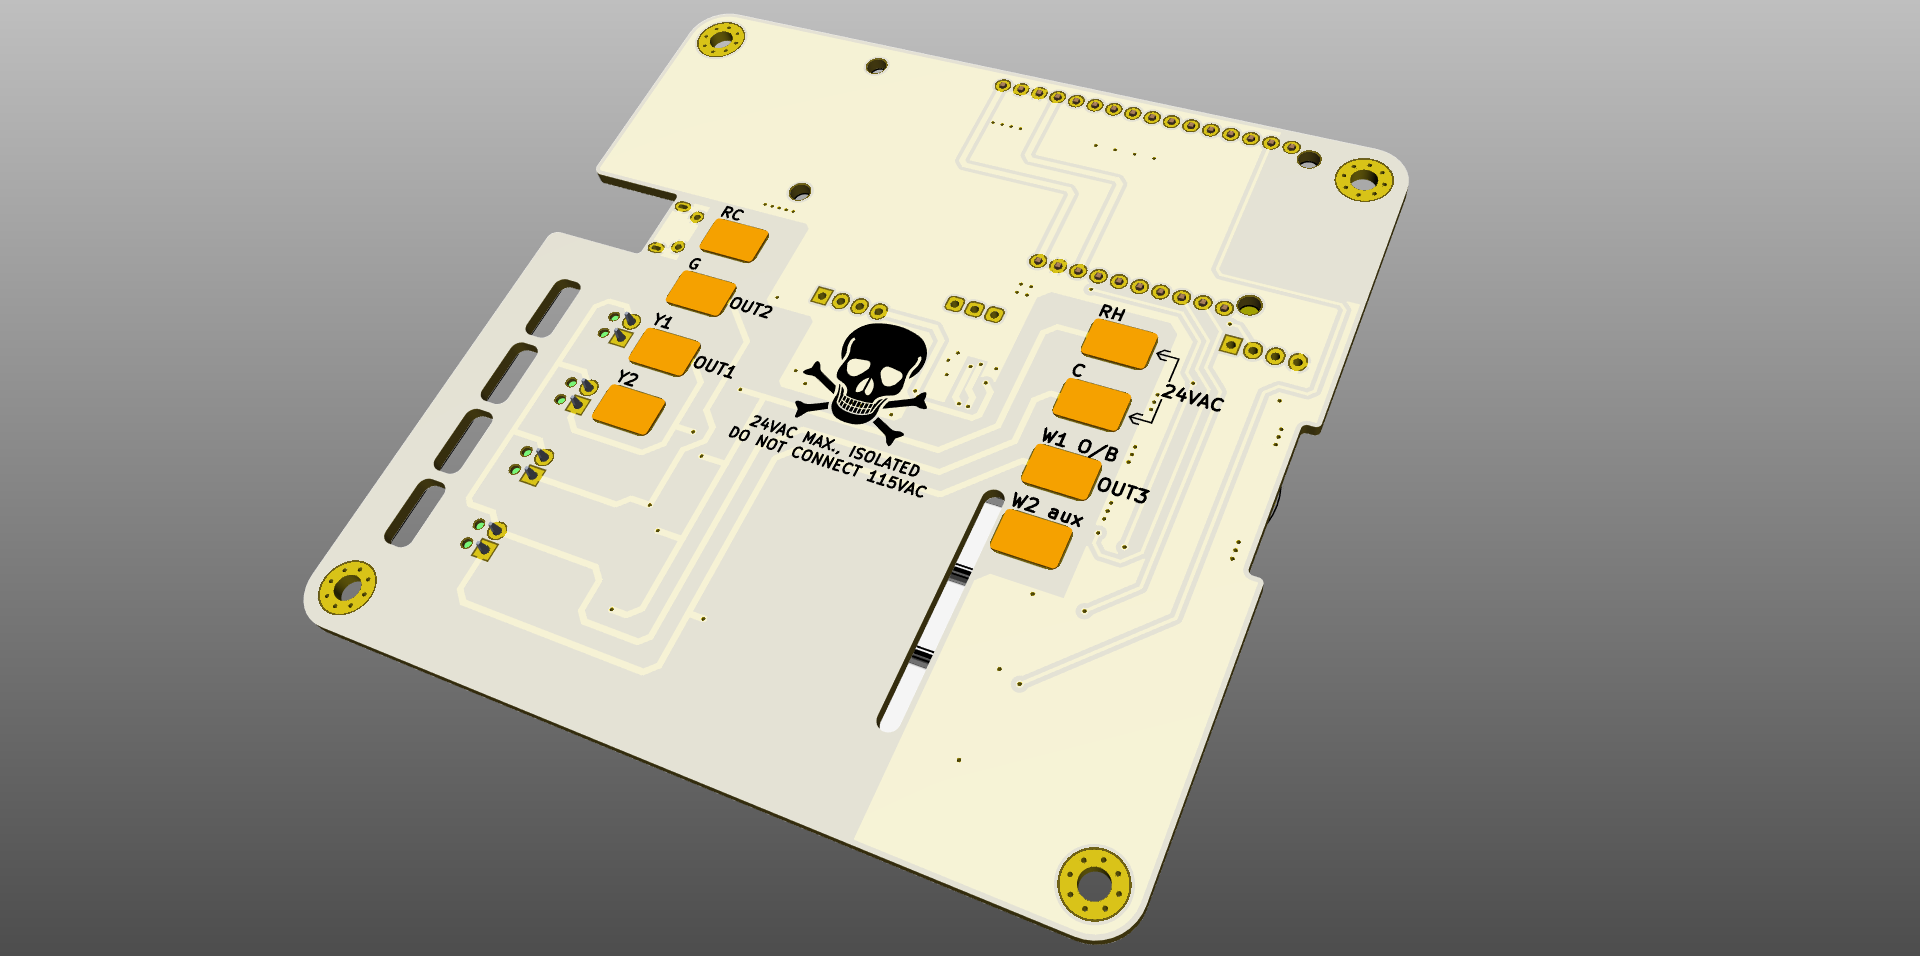 RC
G
OUT2
Y1
OUT1
Y2
RH
C
24VAC
W1 O/B
OUT3
W2 aux
24VAC MAX., ISOLATED
DO NOT CONNECT 115VAC